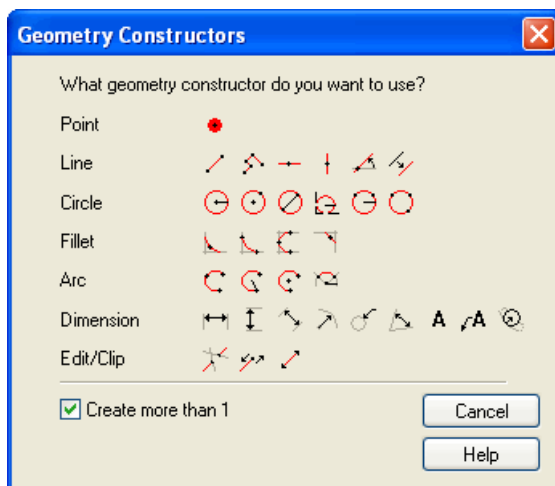 Geometry Constructors
What geometry constructor do you want to use?
Point
Line
Circle
Fillet
Arc
Dimension A A
Edit/Clip
Create more than 1
Cancel
Help